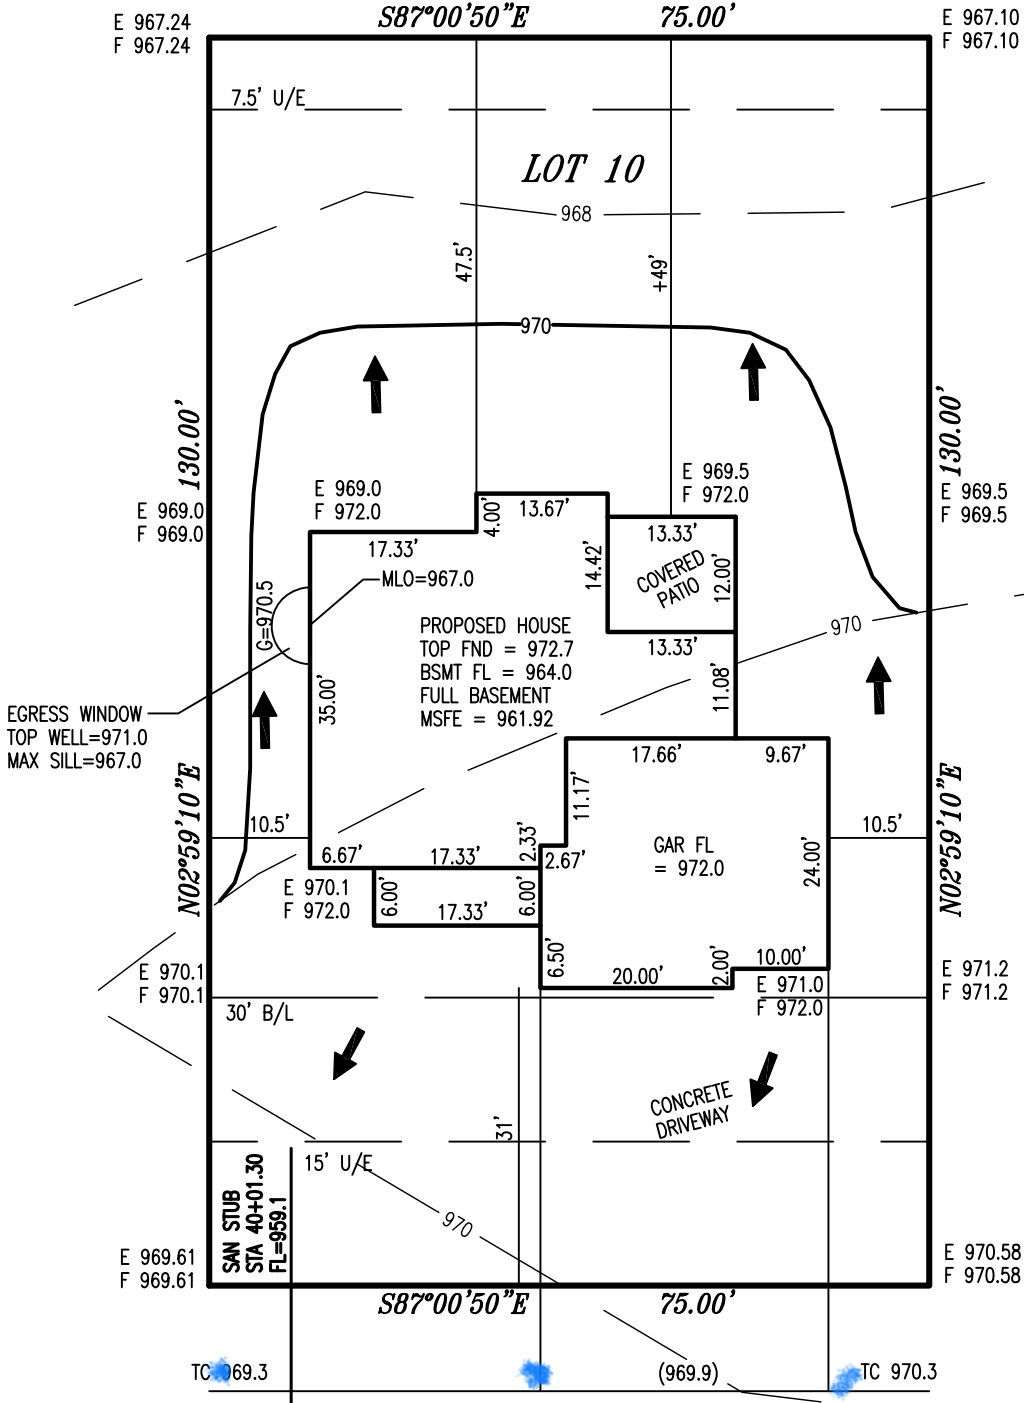 S87°00'50"E 75.00'
E 967.24
F 967.24
E 967.10
F 967.10
7.5' U/E
LOT 10
968
47.5'
+49'
970
130.00'
130.00'
E 969.0
F 969.0
E 969.0
F 972.0
E 969.5
F 972.0
E 969.5
F 969.5
4.00'
13.67'
17.33'
14.42'
13.33'
COVERED
PATIO
12.00'
13.33'
MLO=967.0
G=970.5
PROPOSED HOUSE
TOP FND = 972.7
BSMT FL = 964.0
FULL BASEMENT
MSFE = 961.92
970
35.00'
11.08'
EGRESS WINDOW
TOP WELL=971.0
MAX SILL=967.0
17.66'
9.67'
11.17'
N02°59'10"E
N02°59'10"E
10.5'
10.5'
6.67'
17.33'
2.33'
2.67'
GAR FL
= 972.0
24.00'
E 970.1
F 972.0
6.00'
17.33'
6.00'
6.50'
20.00'
2.00'
10.00'
E 970.1
F 970.1
E 971.0
F 972.0
E 971.2
F 971.2
30' B/L
31'
CONCRETE
DRIVEWAY
15' U/E
SAN STUB
STA 40+01.30
FL=959.1
970
E 969.61
F 969.61
E 970.58
F 970.58
S87°00'50"E 75.00'
TC 969.3
(969.9)
TC 970.3